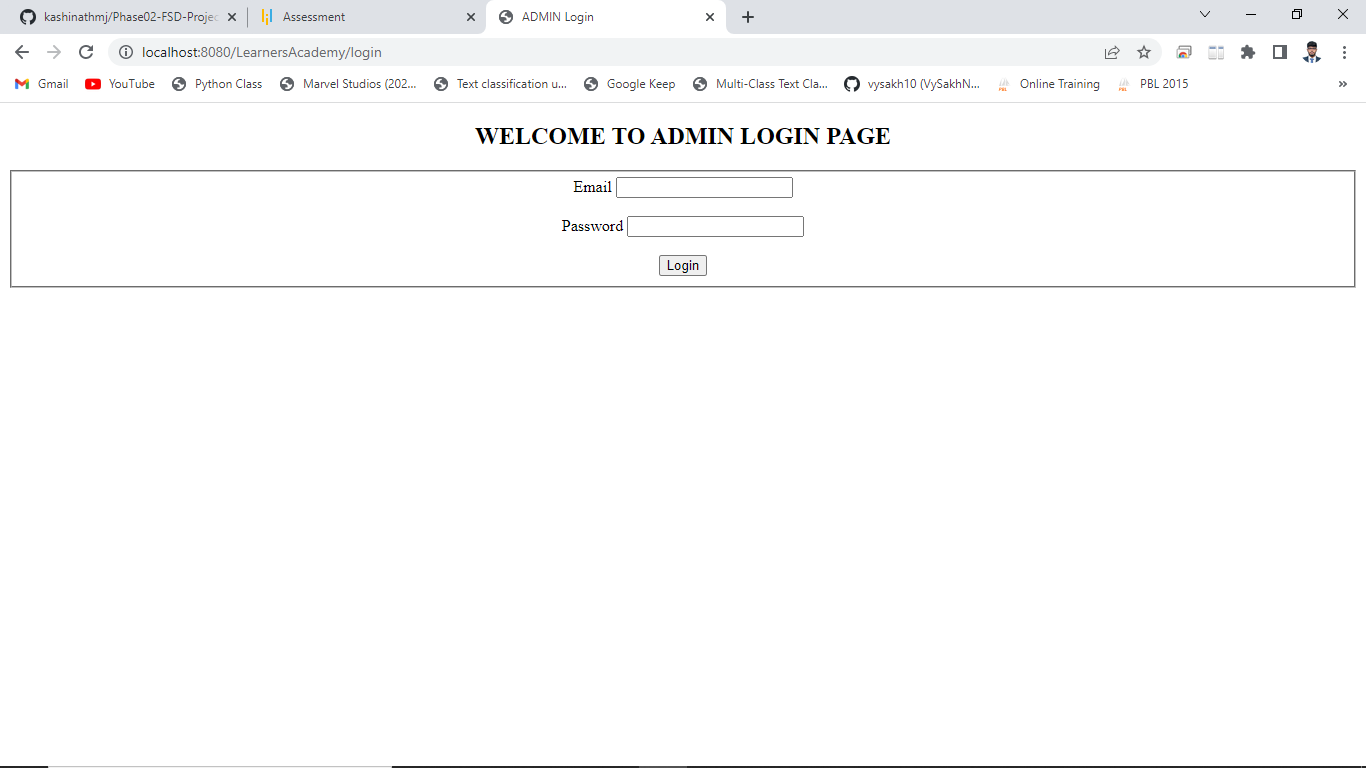 kashinathmj/Phase02-FSD-Projec
Assessment
ADMIN Login
localhost:8080/LearnersAcademy/login
Gmail
YouTube
Python Class
Marvel Studios (202...
Text classification u...
Google Keep
Multi-Class Text Cla...
vysakh10 (VySakhN...
Online Training
PBL 2015
WELCOME TO ADMIN LOGIN PAGE
Email
Password
Login